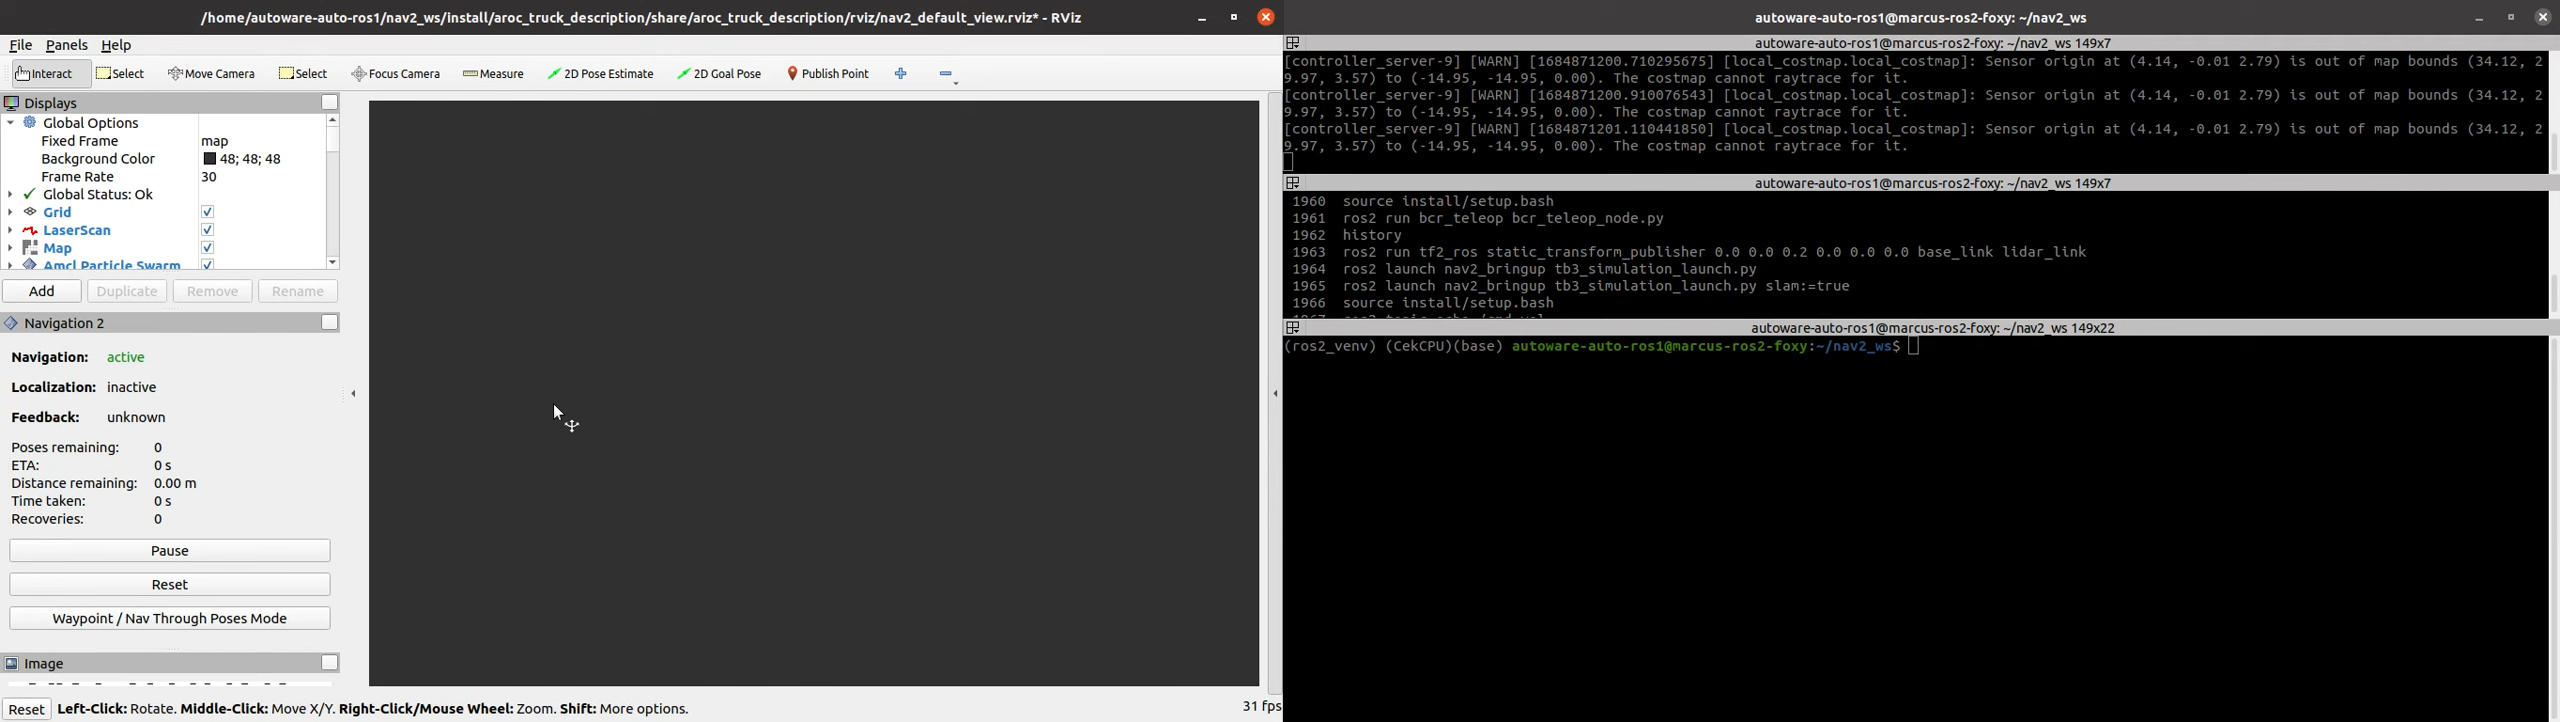 /home/autoware-auto-ros1/nav2_ws/install/aroc_truck_description/share/aroc_truck_description/rviz/nav2_default_view.rviz* - RViz
File Panels Help
Interact Select Move Camera Select Focus Camera Measure 2D Pose Estimate 2D Goal Pose Publish Point
Displays
Global Options
Fixed Frame map
Background Color 48; 48; 48
Frame Rate 30
Global Status: Ok
Grid
LaserScan
Map
Amcl Particle Swarm
Add Duplicate Remove Rename
Navigation 2
Navigation: active
Localization: inactive
Feedback: unknown
Poses remaining: 0
ETA: 0 s
Distance remaining: 0.00 m
Time taken: 0 s
Recoveries: 0
Pause
Reset
Waypoint / Nav Through Poses Mode
Image
Reset Left-Click: Rotate. Middle-Click: Move X/Y. Right-Click/Mouse Wheel: Zoom. Shift: More options. 31 fps
autoware-auto-ros1@marcus-ros2-foxy: ~/nav2_ws
autoware-auto-ros1@marcus-ros2-foxy: ~/nav2_ws 149x7
[controller_server-9] [WARN] [1684871200.710295675] [local_costmap.local_costmap]: Sensor origin at (4.14, -0.01 2.79) is out of map bounds (34.12, 2
9.97, 3.57) to (-14.95, -14.95, 0.00). The costmap cannot raytrace for it.
[controller_server-9] [WARN] [1684871200.910076543] [local_costmap.local_costmap]: Sensor origin at (4.14, -0.01 2.79) is out of map bounds (34.12, 2
9.97, 3.57) to (-14.95, -14.95, 0.00). The costmap cannot raytrace for it.
[controller_server-9] [WARN] [1684871201.110441850] [local_costmap.local_costmap]: Sensor origin at (4.14, -0.01 2.79) is out of map bounds (34.12, 2
9.97, 3.57) to (-14.95, -14.95, 0.00). The costmap cannot raytrace for it.
autoware-auto-ros1@marcus-ros2-foxy: ~/nav2_ws 149x7
1960 source install/setup.bash
1961 ros2 run bcr_teleop bcr_teleop_node.py
1962 history
1963 ros2 run tf2_ros static_transform_publisher 0.0 0.0 0.2 0.0 0.0 0.0 base_link lidar_link
1964 ros2 launch nav2_bringup tb3_simulation_launch.py
1965 ros2 launch nav2_bringup tb3_simulation_launch.py slam:=true
1966 source install/setup.bash
autoware-auto-ros1@marcus-ros2-foxy: ~/nav2_ws 149x22
(ros2_venv) (CekCPU)(base) autoware-auto-ros1@marcus-ros2-foxy:~/nav2_ws$